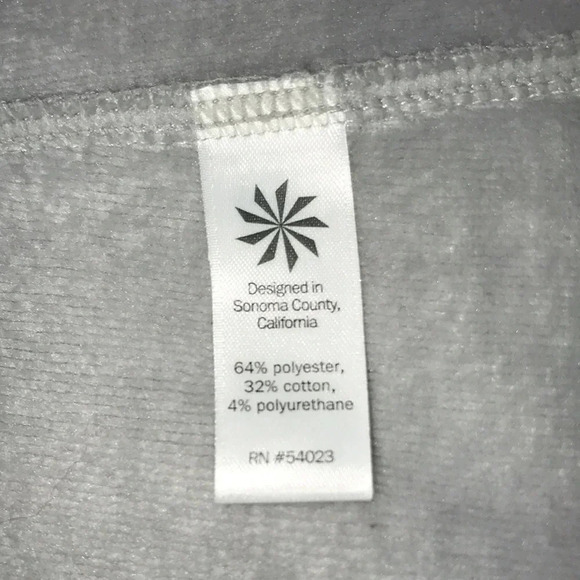 Designed in
Sonoma County,
California
64% polyester,
32% cotton,
4% polyurethane
RN #54023